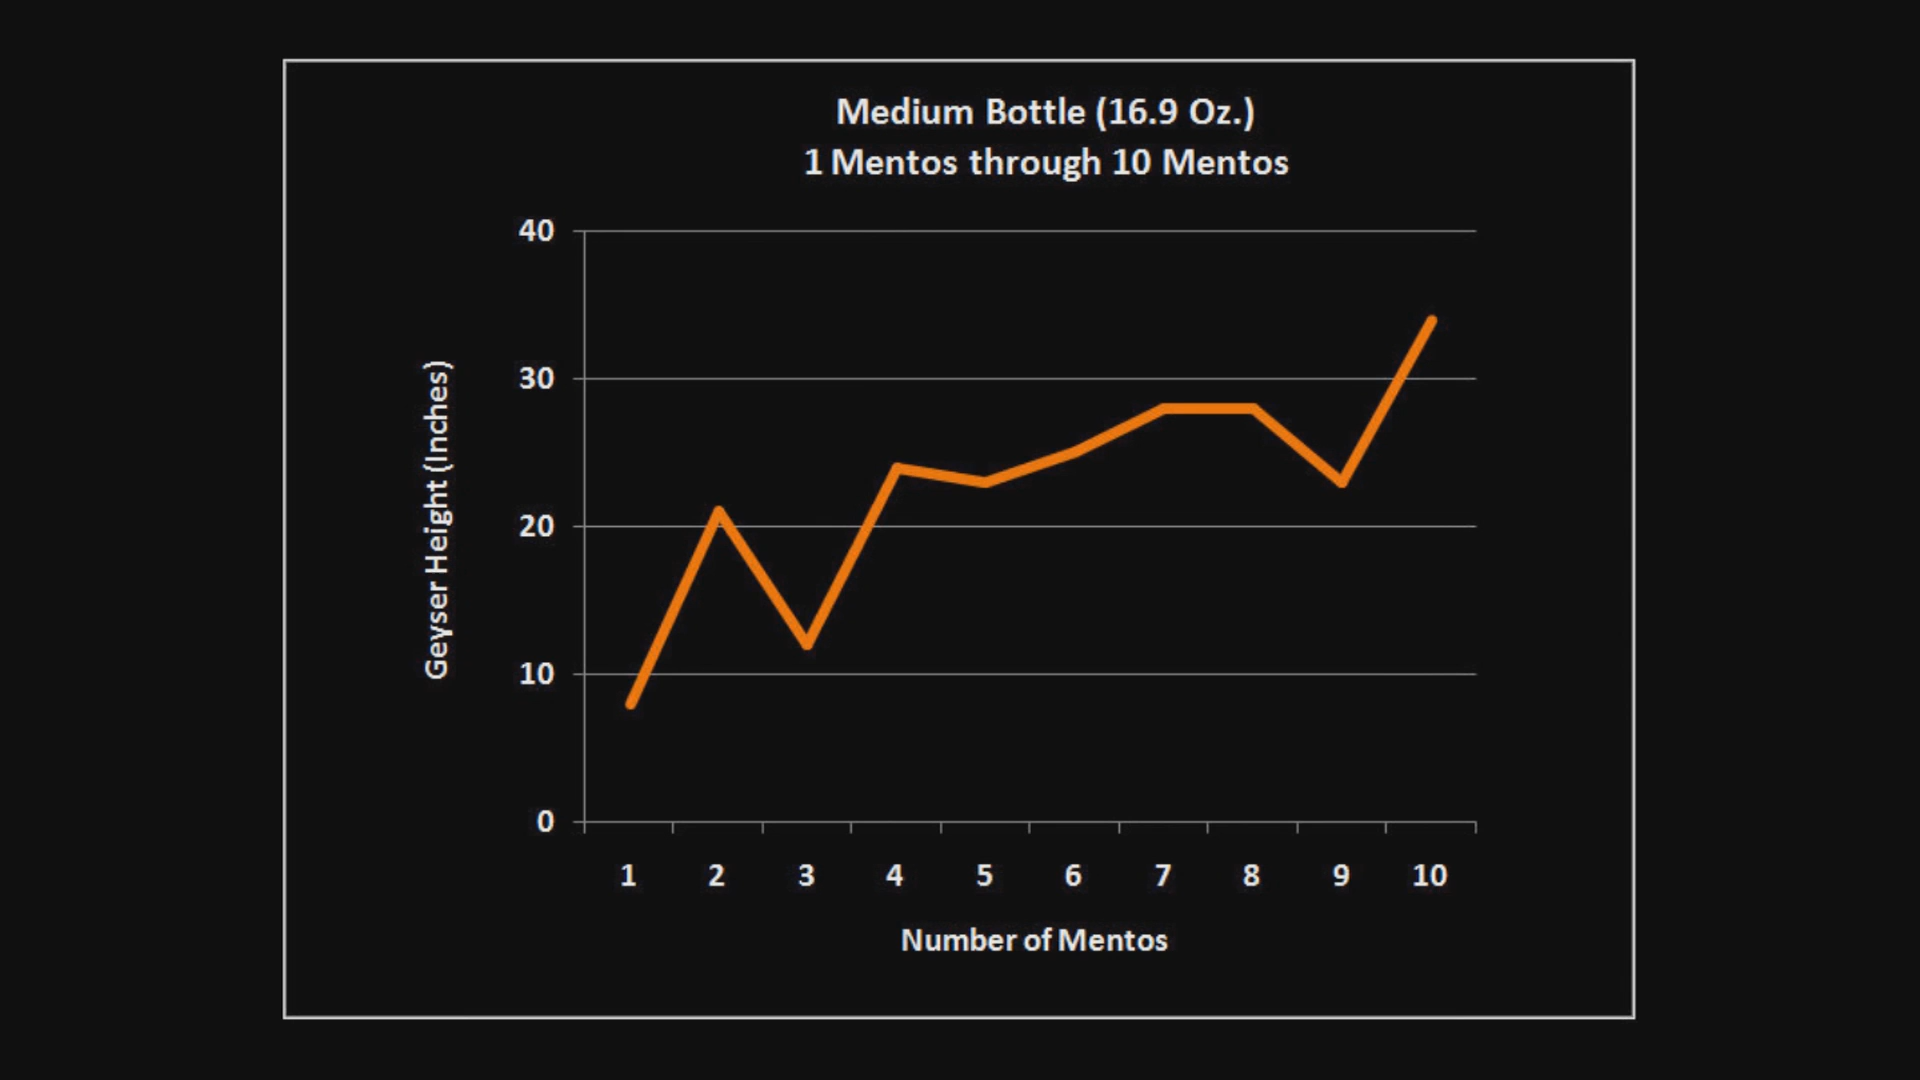 Medium Bottle (16.9 Oz.)
1 Mentos through 10 Mentos
40
30
20
10
0
Geyser Height (Inches)
1 2 3 4 5 6 7 8 9 10
Number of Mentos